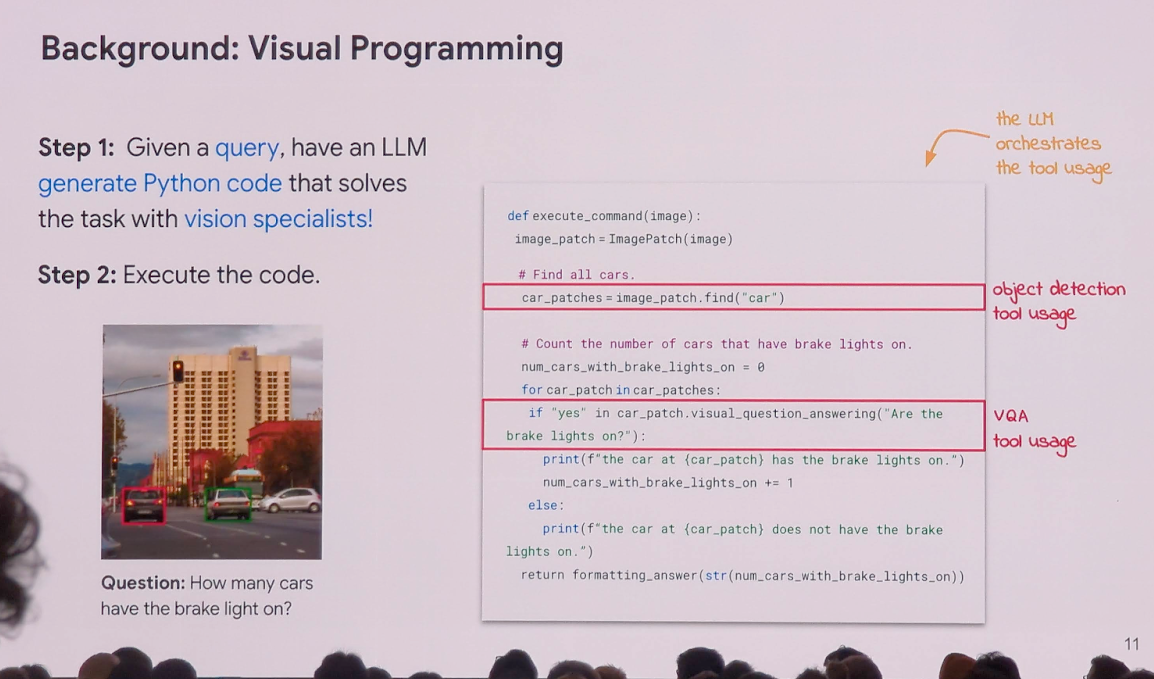 Background: Visual Programming
Step 1: Given a query, have an LLM
generate Python code that solves
the task with vision specialists!
Step 2: Execute the code.
Question: How many cars
have the brake light on?
the LLM
orchestrates
the tool usage
def execute_command(image):
image_patch = ImagePatch(image)
# Find all cars.
car_patches = image_patch.find("car")
object detection
tool usage
# Count the number of cars that have brake lights on.
num_cars_with_brake_lights_on = 0
for car_patch in car_patches:
if "yes" in car_patch.visual_question_answering("Are the
brake lights on?"):
VQA
tool usage
print(f"the car at {car_patch} has the brake lights on.")
num_cars_with_brake_lights_on += 1
else:
print(f"the car at {car_patch} does not have the brake
lights on.")
return formatting_answer(str(num_cars_with_brake_lights_on))
11